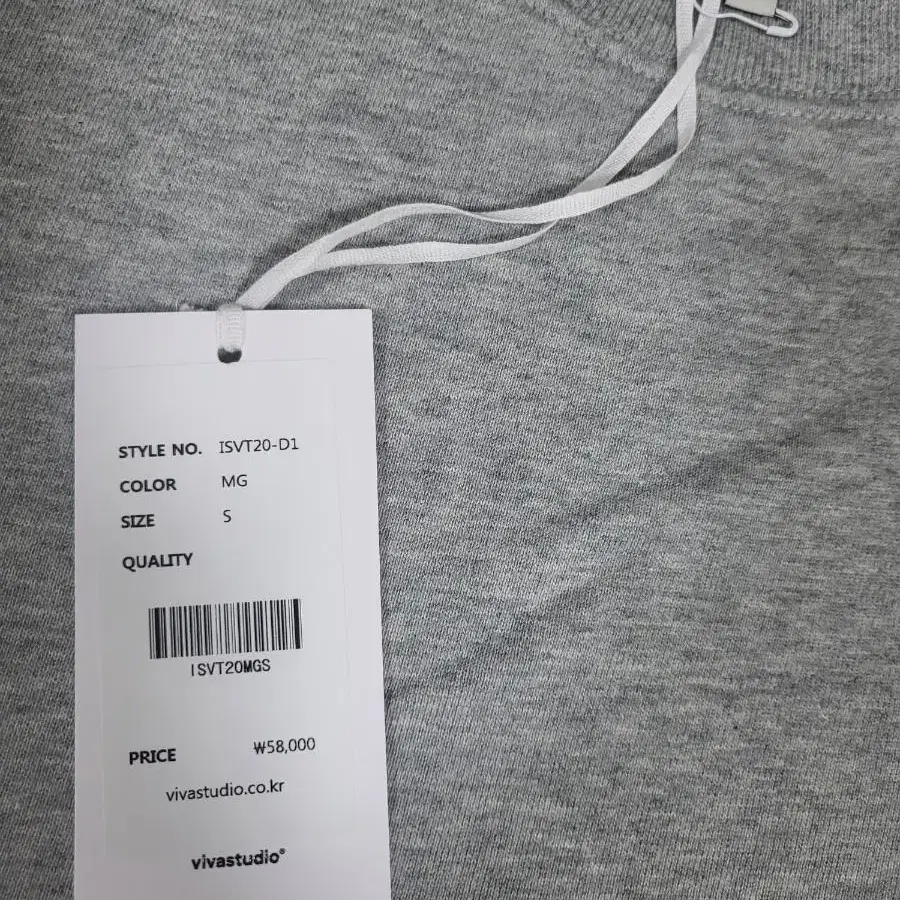 STYLE NO. ISVT20-D1
COLOR MG
SIZE S
QUALITY
ISVT20MGS
PRICE ₩58,000
vivastudio.co.kr
vivastudio®